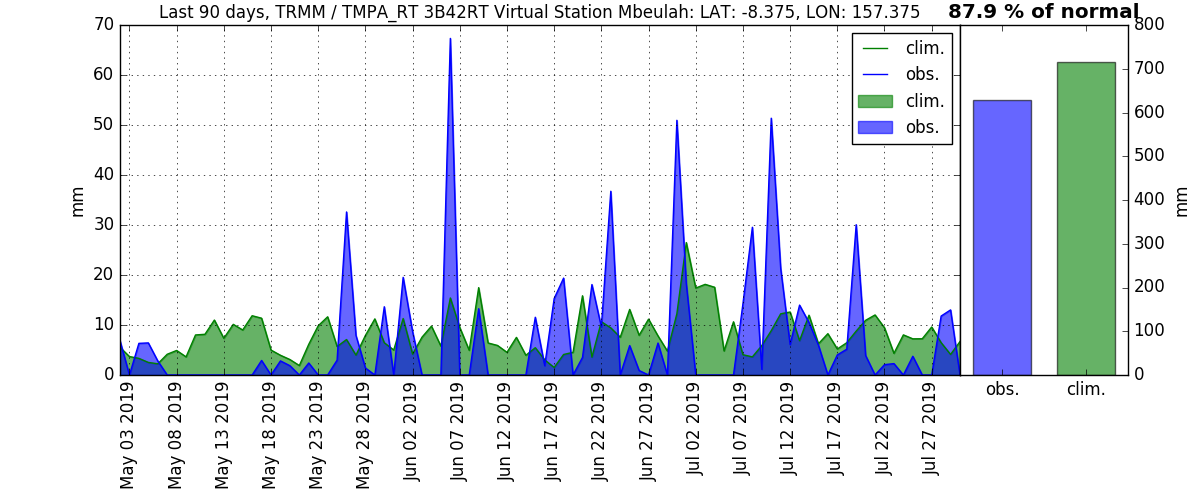 Last 90 days, TRMM / TMPA_RT 3B42RT Virtual Station Mbeulah: LAT: -8.375, LON: 157.375
87.9 % of normal
70
60
50
40
30
20
10
0
mm
clim.
obs.
clim.
obs.
May 03 2019
May 08 2019
May 13 2019
May 18 2019
May 23 2019
May 28 2019
Jun 02 2019
Jun 07 2019
Jun 12 2019
Jun 17 2019
Jun 22 2019
Jun 27 2019
Jul 02 2019
Jul 07 2019
Jul 12 2019
Jul 17 2019
Jul 22 2019
Jul 27 2019
800
700
600
500
400
300
200
100
0
mm
obs.
clim.